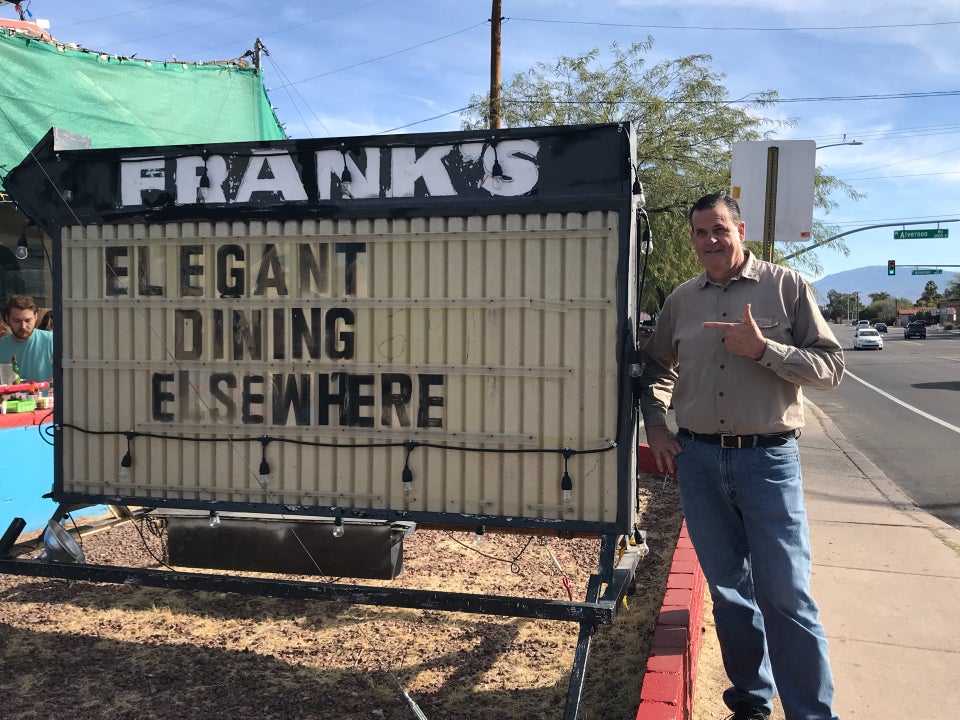 FRANK'S
ELEGANT
DINING
ELSEWHERE
Alvernon